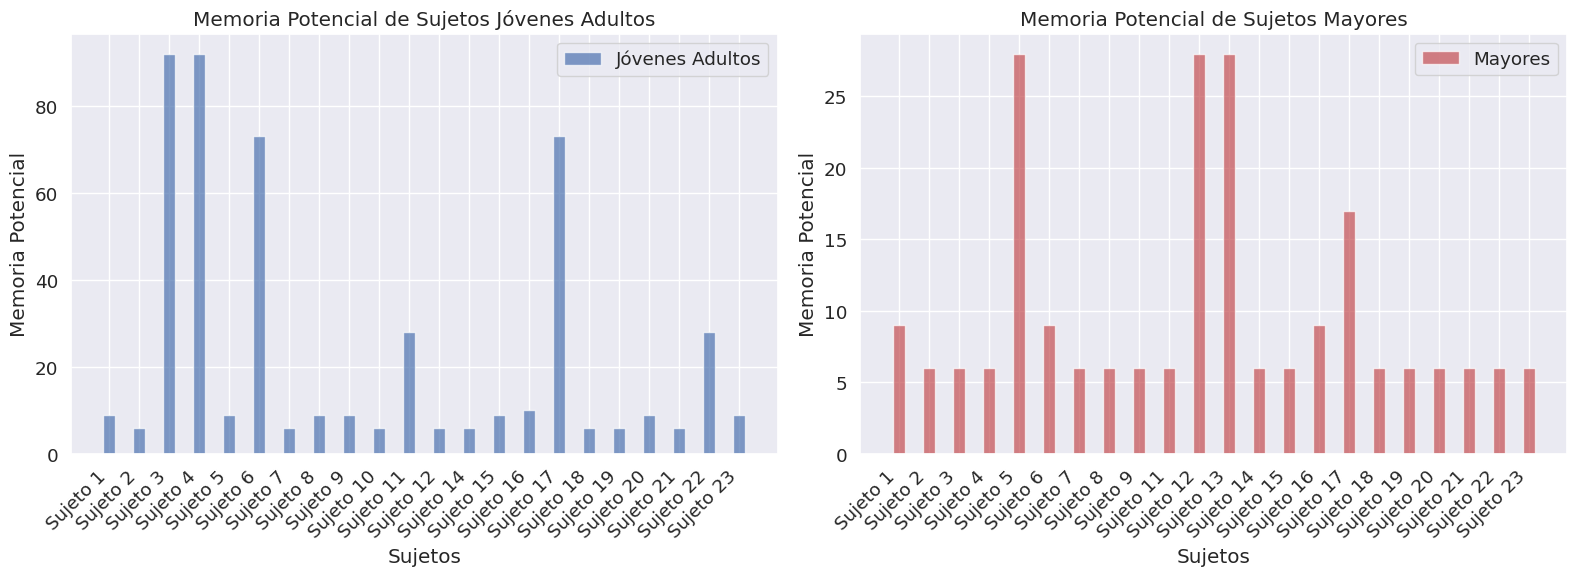 Memoria Potencial de Sujetos Jóvenes Adultos
Jóvenes Adultos
Memoria Potencial
80
60
40
20
0
Sujeto 1
Sujeto 2
Sujeto 3
Sujeto 4
Sujeto 5
Sujeto 6
Sujeto 7
Sujeto 8
Sujeto 9
Sujeto 10
Sujeto 11
Sujeto 12
Sujeto 14
Sujeto 15
Sujeto 16
Sujeto 17
Sujeto 18
Sujeto 19
Sujeto 20
Sujeto 21
Sujeto 22
Sujeto 23
Sujetos
Memoria Potencial de Sujetos Mayores
Mayores
Memoria Potencial
25
20
15
10
5
0
Sujeto 1
Sujeto 2
Sujeto 3
Sujeto 4
Sujeto 5
Sujeto 6
Sujeto 7
Sujeto 8
Sujeto 9
Sujeto 11
Sujeto 12
Sujeto 13
Sujeto 14
Sujeto 15
Sujeto 16
Sujeto 17
Sujeto 18
Sujeto 19
Sujeto 20
Sujeto 21
Sujeto 22
Sujeto 23
Sujetos